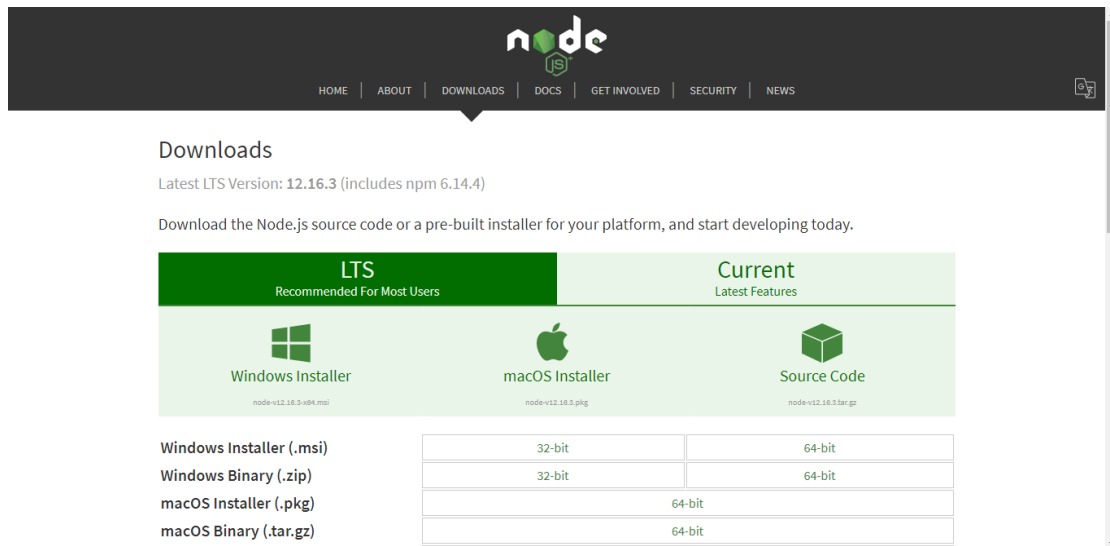 node
JS
HOME | ABOUT | DOWNLOADS | DOCS | GET INVOLVED | SECURITY | NEWS
Downloads
Latest LTS Version: 12.16.3 (includes npm 6.14.4)
Download the Node.js source code or a pre-built installer for your platform, and start developing today.
LTS Current
Recommended For Most Users Latest Features
Windows Installer macOS Installer Source Code
node-v12.16.3-x64.msi node-v12.16.3.pkg node-v12.16.3.tar.gz
Windows Installer (.msi) 32-bit 64-bit
Windows Binary (.zip) 32-bit 64-bit
macOS Installer (.pkg) 64-bit
macOS Binary (.tar.gz) 64-bit